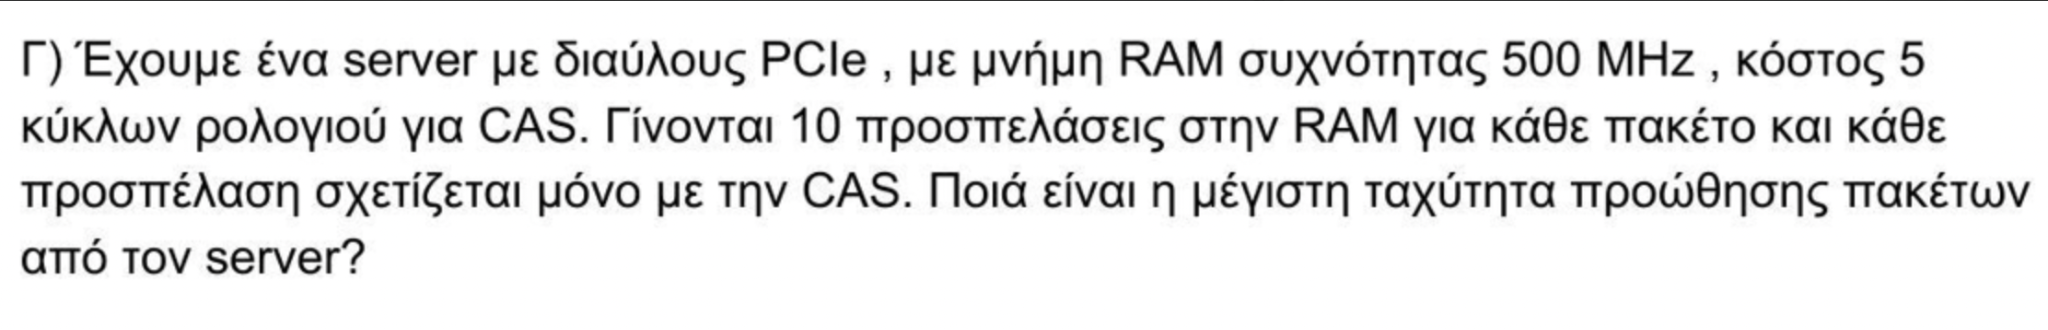 Γ) Έχουμε ένα server με διαύλους PCIe , με μνήμη RAM συχνότητας 500 MHz , κόστος 5
κύκλων ρολογιού για CAS. Γίνονται 10 προσπελάσεις στην RAM για κάθε πακέτο και κάθε
προσπέλαση σχετίζεται μόνο με την CAS. Ποιά είναι η μέγιστη ταχύτητα προώθησης πακέτων
από τον server?